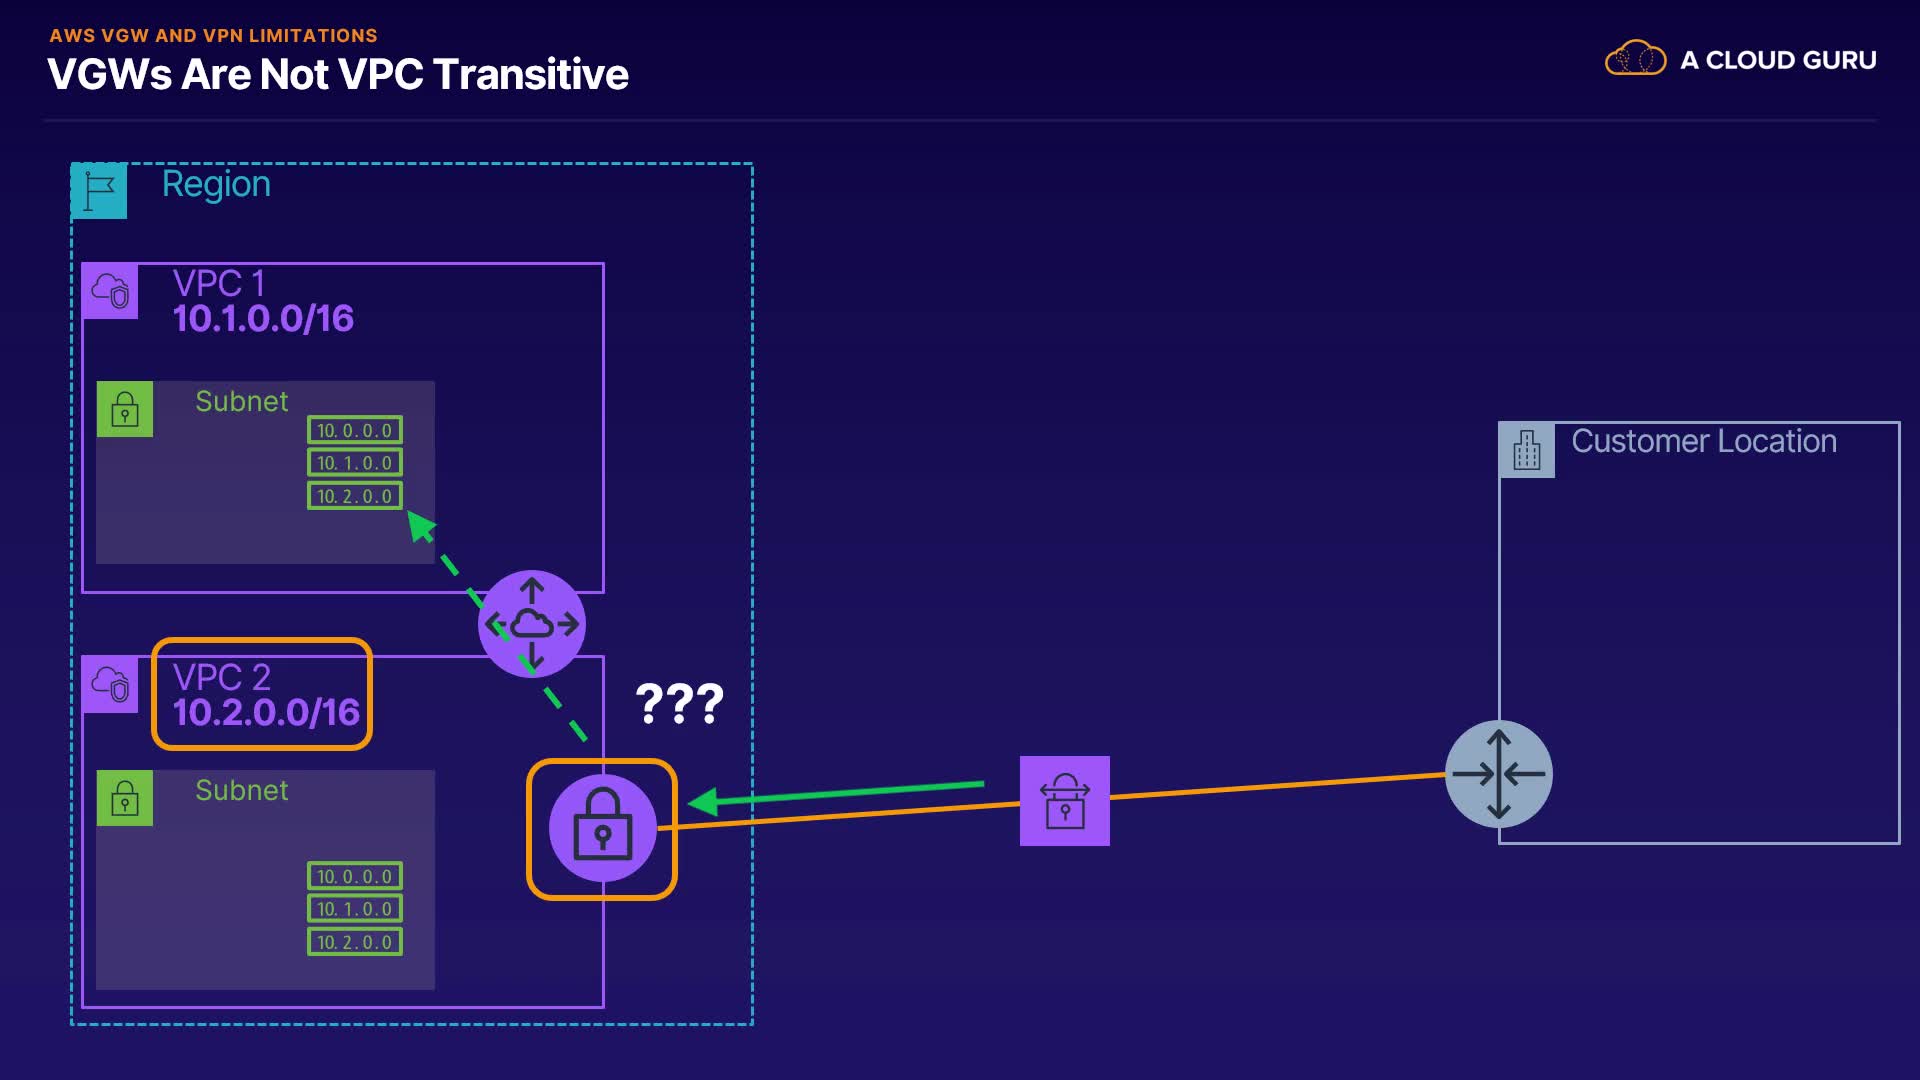 AWS VGW AND VPN LIMITATIONS
VGWs Are Not VPC Transitive
A CLOUD GURU
Region
VPC 1
10.1.0.0/16
Subnet
10.0.0.0
10.1.0.0
10.2.0.0
Customer Location
VPC 2
10.2.0.0/16
???
Subnet
10.0.0.0
10.1.0.0
10.2.0.0